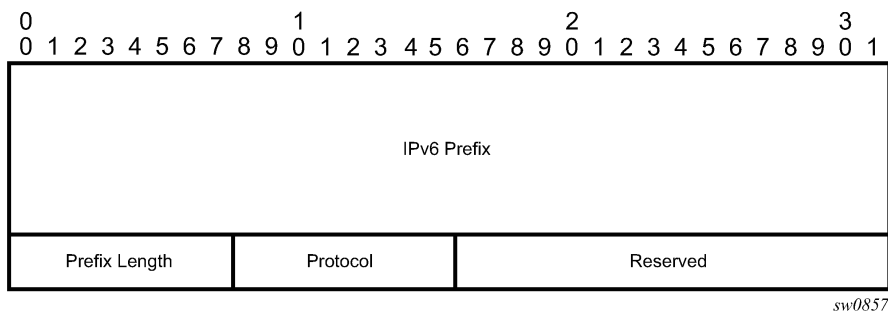 0 1 2 3
0 1 2 3 4 5 6 7 8 9 0 1 2 3 4 5 6 7 8 9 0 1 2 3 4 5 6 7 8 9 0 1
IPv6 Prefix
Prefix Length Protocol Reserved
sw0857